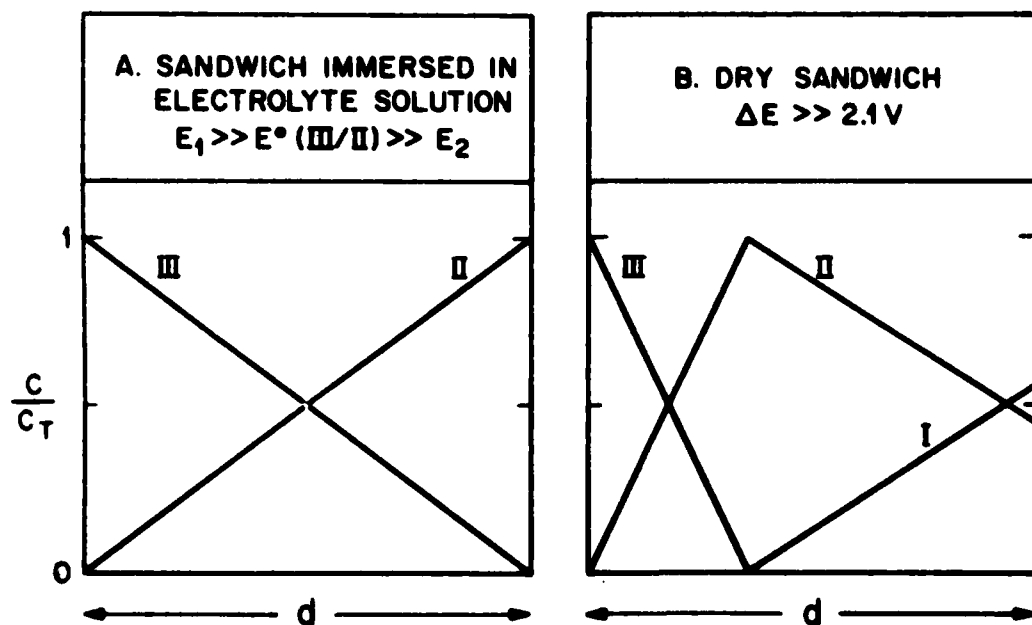 A. SANDWICH IMMERSED IN
ELECTROLYTE SOLUTION
E₁ >> E° (III/II) >> E₂
B. DRY SANDWICH
ΔE >> 2.1 V
1
III
II
C
C_T
0
d
III
II
I
d